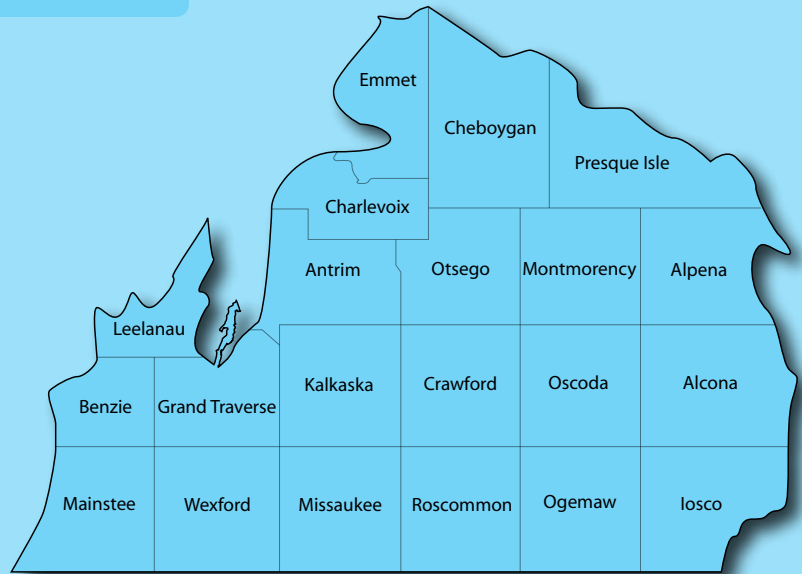 Emmet
Cheboygan
Presque Isle
Charlevoix
Antrim
Otsego
Montmorency
Alpena
Leelanau
Kalkaska
Crawford
Oscoda
Alcona
Benzie
Grand Traverse
Mainstee
Wexford
Missaukee
Roscommon
Ogemaw
Iosco